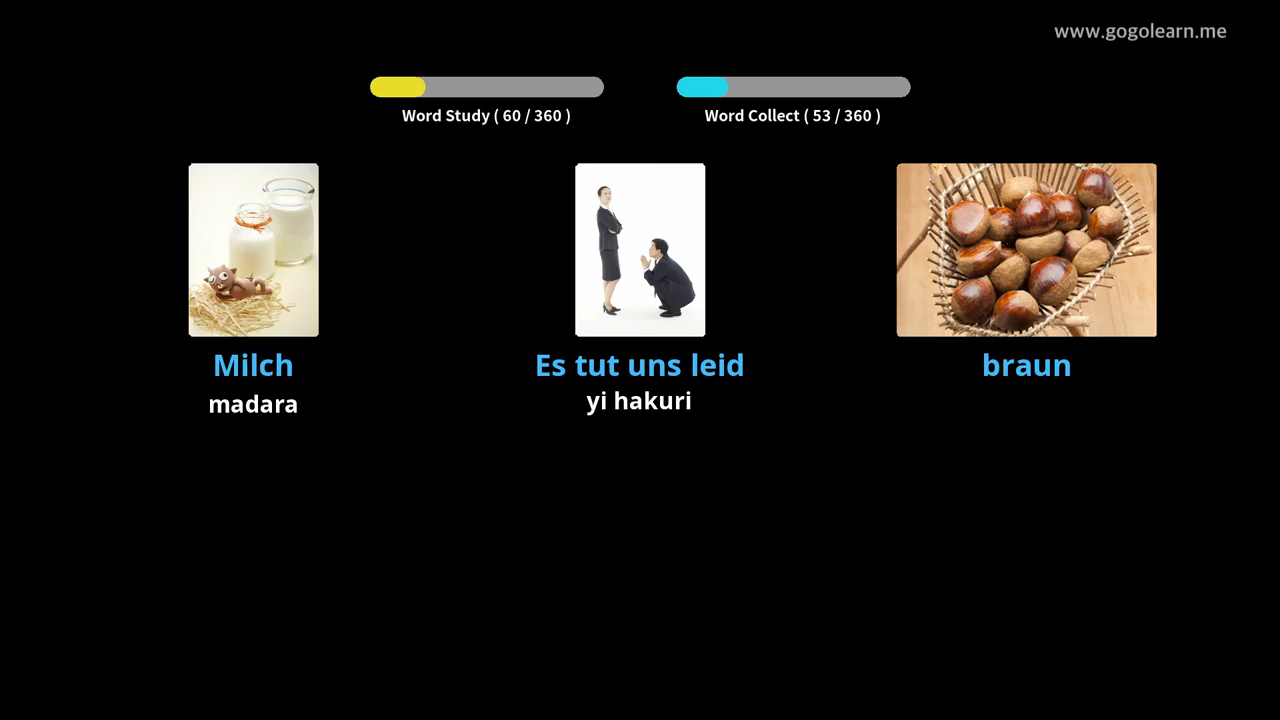 www.gogolearn.me
Word Study ( 60 / 360 )
Word Collect ( 53 / 360 )
Milch
madara
Es tut uns leid
yi hakuri
braun